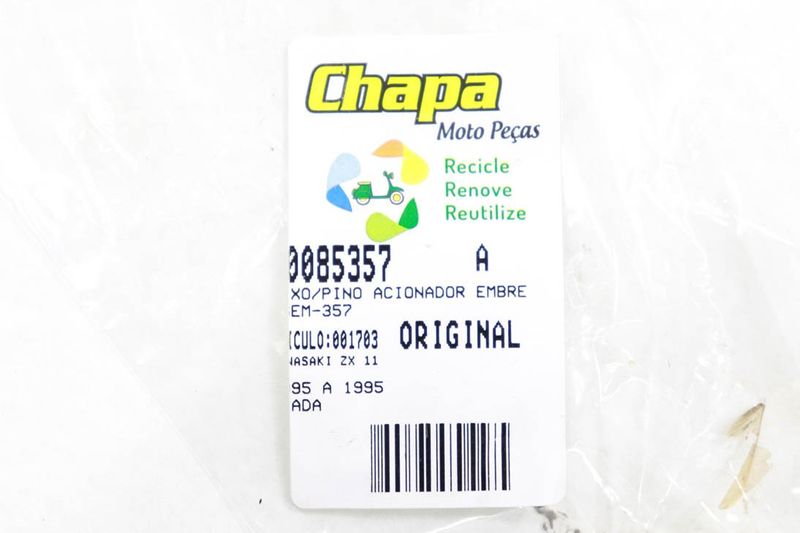 Chapa
Moto Peças
Recicle
Renove
Reutilize
0085357 A
XO/PINO ACIONADOR EMBRE
EM-357
ICULO:001703 ORIGINAL
WASAKI ZX 11
95 A 1995
ADA